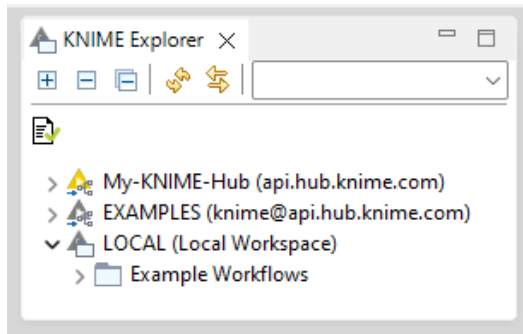 KNIME Explorer
My-KNIME-Hub (api.hub.knime.com)
EXAMPLES (knime@api.hub.knime.com)
LOCAL (Local Workspace)
Example Workflows